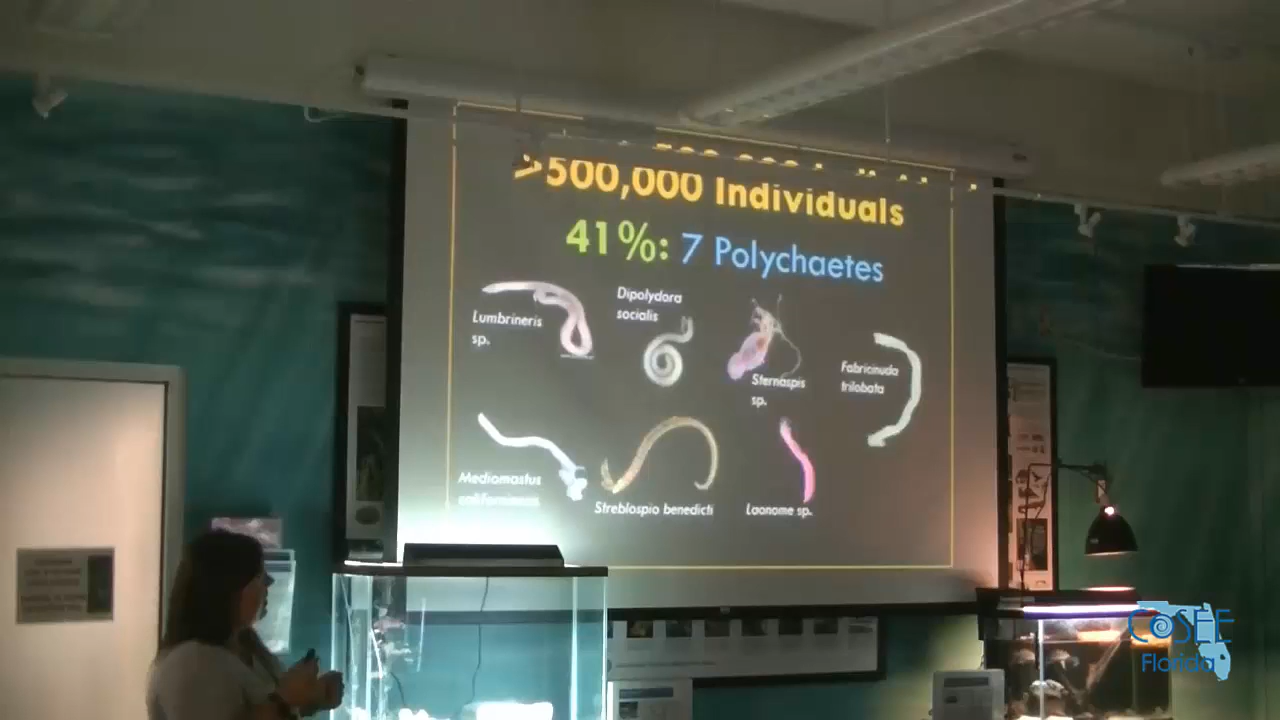 >500,000 Individuals
41%: 7 Polychaetes
Lumbrineris
sp.
Dipolydora
socialis
Sternaspis
sp.
Fabricinuda
trilobata
Mediomastus
californiensis
Streblospio benedicti
Laonome sp.
COSEE
Florida